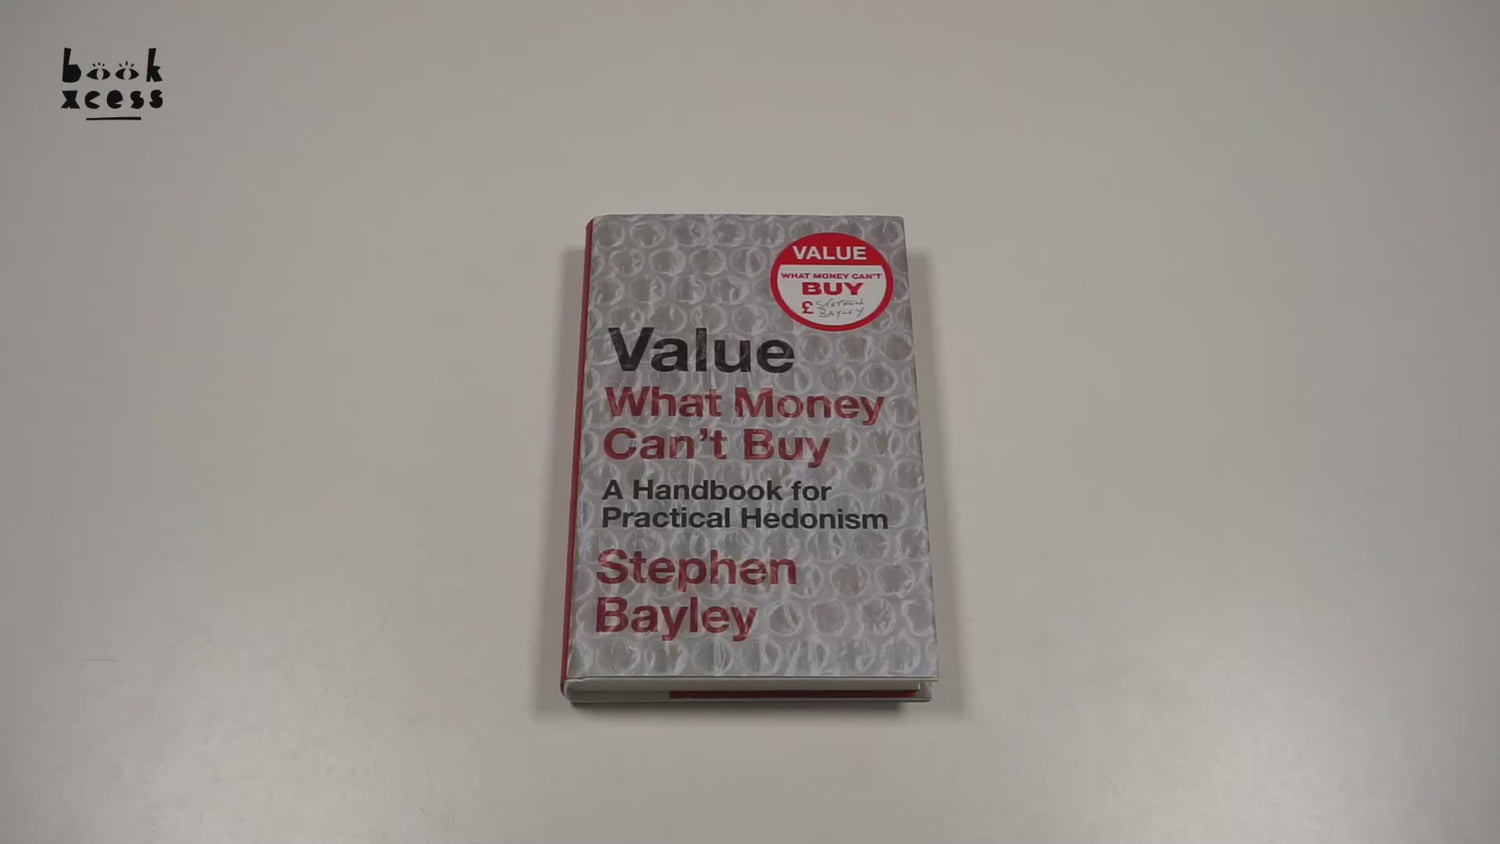 book
xcess
VALUE
WHAT MONEY CAN'T
BUY
£ STEPHEN
BAYLEY
Value
What Money
Can't Buy
A Handbook for
Practical Hedonism
Stephen
Bayley